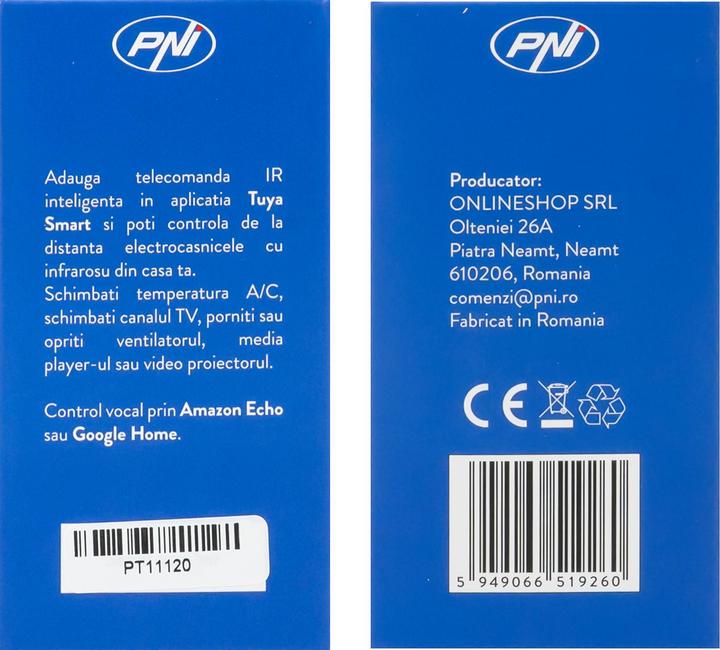 PNI
Adauga telecomanda IR
inteligenta in aplicatia Tuya
Smart si poti controla de la
distanta electrocasnicele cu
infrarosu din casa ta.
Schimbati temperatura A/C,
schimbati canalul TV, porniti sau
opriti ventilatorul, media
player-ul sau video proiectorul.
Control vocal prin Amazon Echo
sau Google Home.
PT11120
PNI
Producator:
ONLINESHOP SRL
Olteniei 26A
Piatra Neamt, Neamt
610206, Romania
comenzi@pni.ro
Fabricat in Romania
CE
5 949066 519260